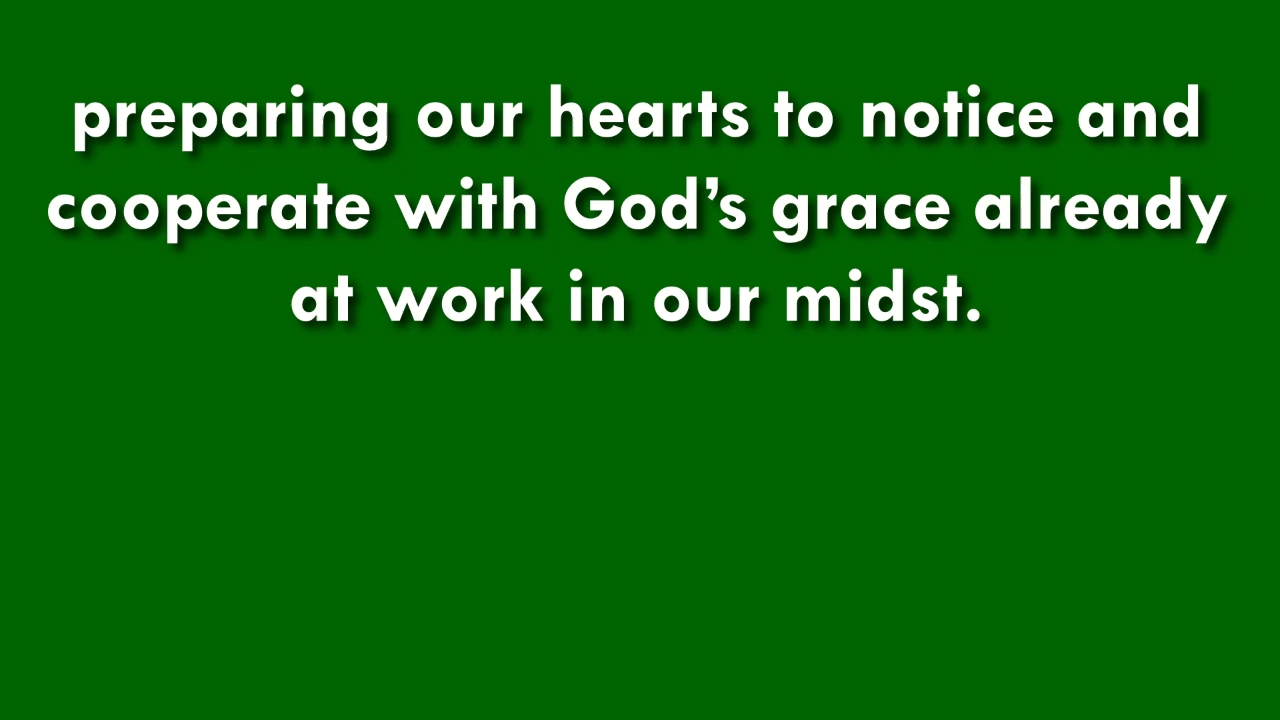 preparing our hearts to notice and
cooperate with God’s grace already
at work in our midst.